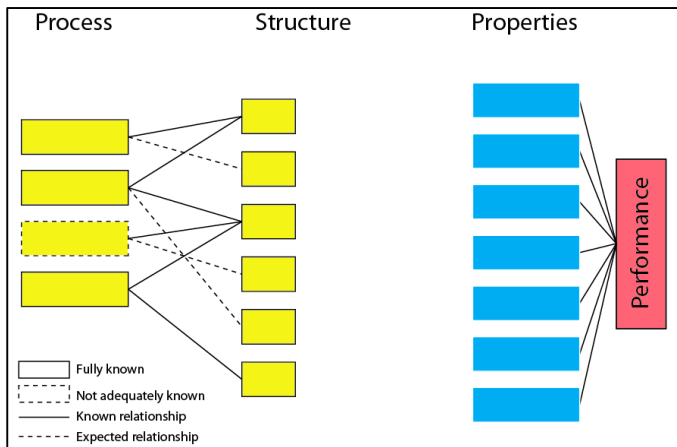 Process
Structure
Properties
Performance
Fully known
Not adequately known
Known relationship
Expected relationship